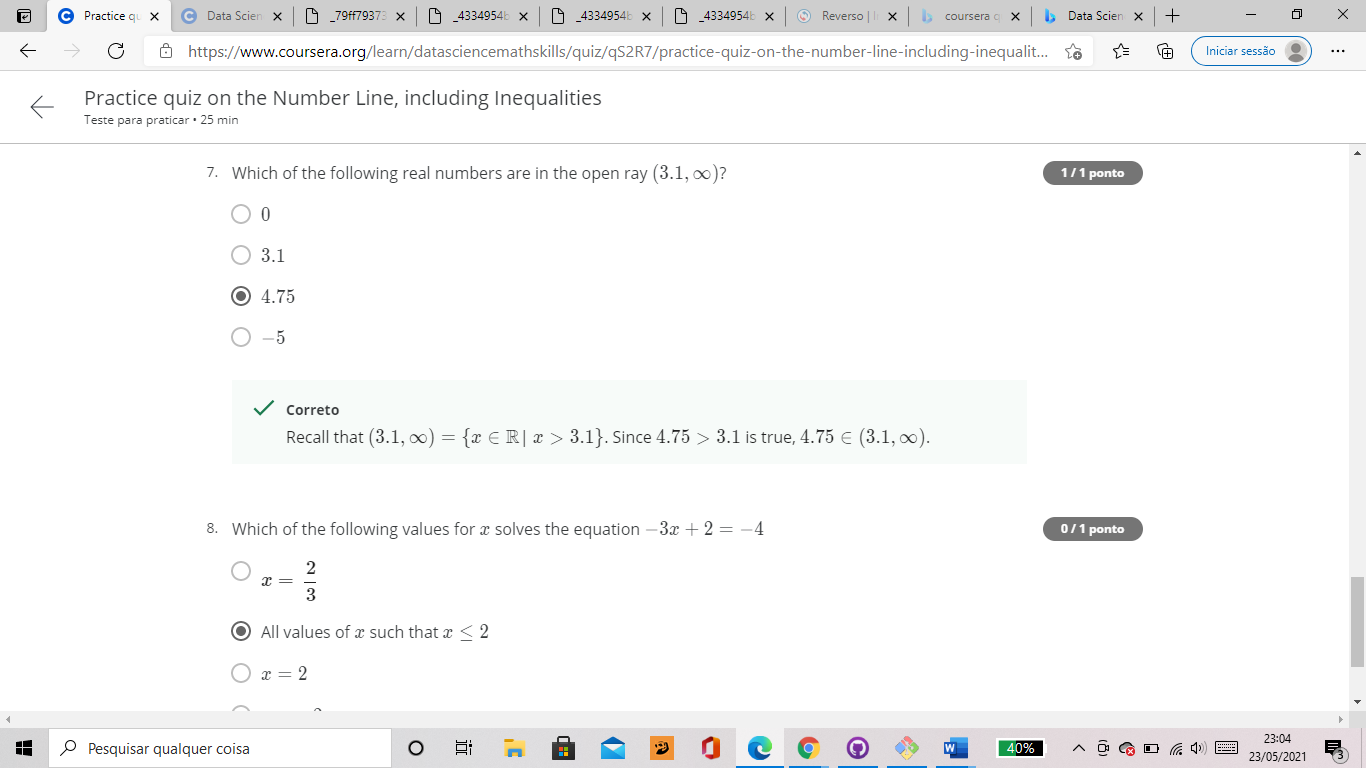 Practice qu
Data Scien
_79ff79373
_4334954b
_4334954b
_4334954b
Reverso | I
coursera q
Data Scien
https://www.coursera.org/learn/datasciencemathskills/quiz/qS2R7/practice-quiz-on-the-number-line-including-inequalit...
Iniciar sessão
Practice quiz on the Number Line, including Inequalities
Teste para praticar • 25 min
7. Which of the following real numbers are in the open ray (3.1, ∞)?
1 / 1 ponto
0
3.1
4.75
−5
Correto
Recall that (3.1, ∞) = {x ∈ ℝ| x > 3.1}. Since 4.75 > 3.1 is true, 4.75 ∈ (3.1, ∞).
8. Which of the following values for x solves the equation −3x + 2 = −4
0 / 1 ponto
x = 2/3
All values of x such that x ≤ 2
x = 2
Pesquisar qualquer coisa
40%
23:04
23/05/2021
3